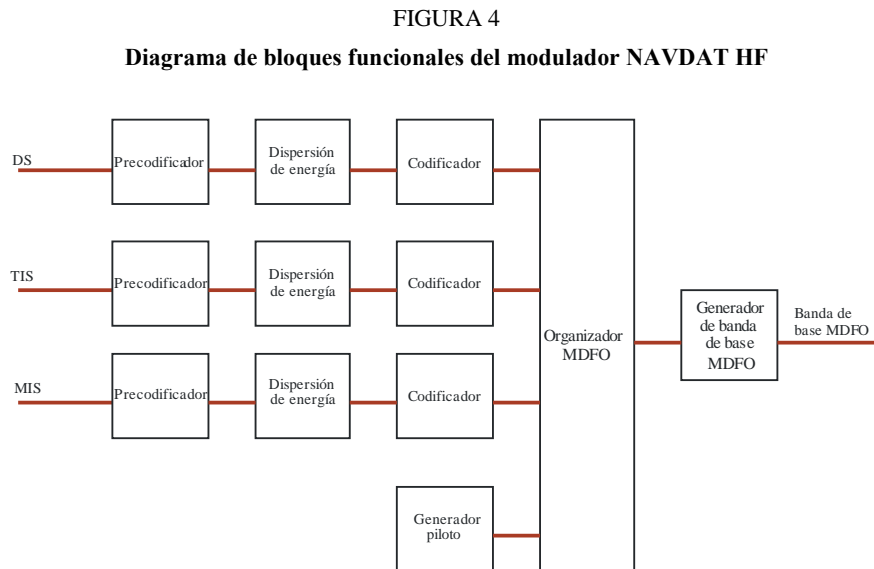 FIGURA 4
Diagrama de bloques funcionales del modulador NAVDAT HF
DS
Precodificador
Dispersión
de energía
Codificador
TIS
Precodificador
Dispersión
de energía
Codificador
MIS
Precodificador
Dispersión
de energía
Codificador
Generador
piloto
Organizador
MDFO
Generador
de banda
de base
MDFO
Banda de
base MDFO